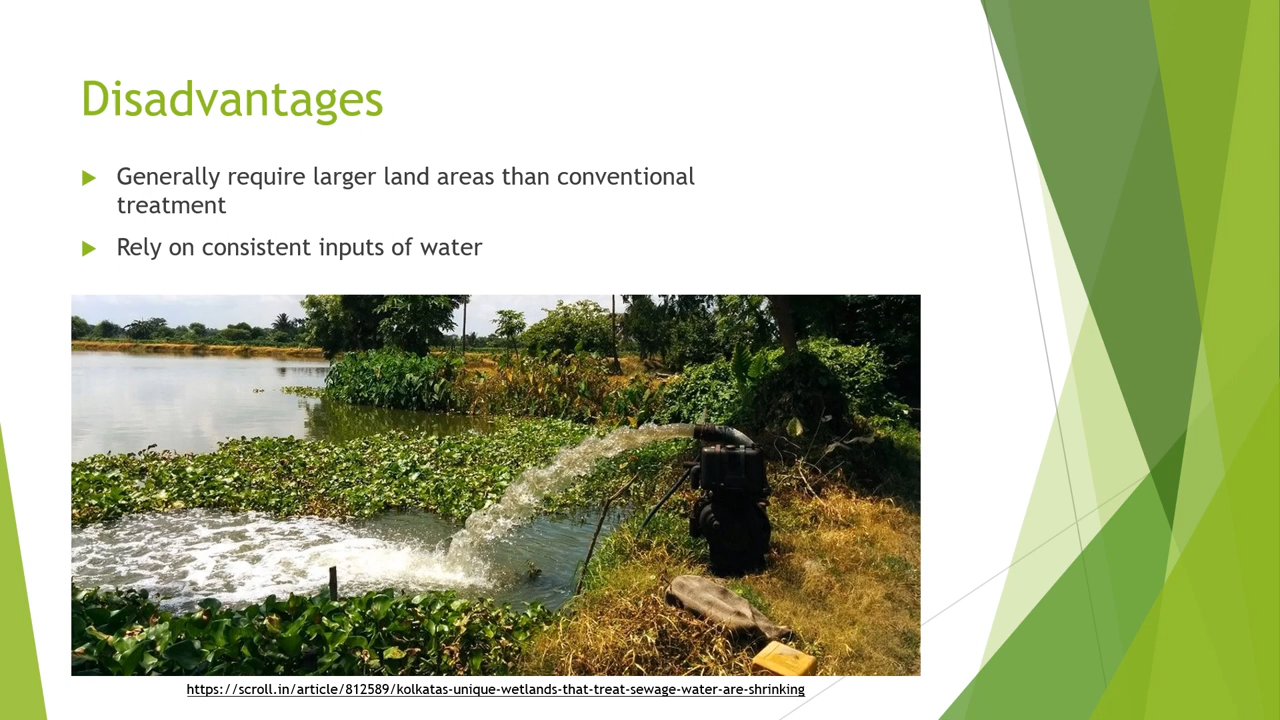 Disadvantages
Generally require larger land areas than conventional
treatment
Rely on consistent inputs of water
https://scroll.in/article/812589/kolkatas-unique-wetlands-that-treat-sewage-water-are-shrinking